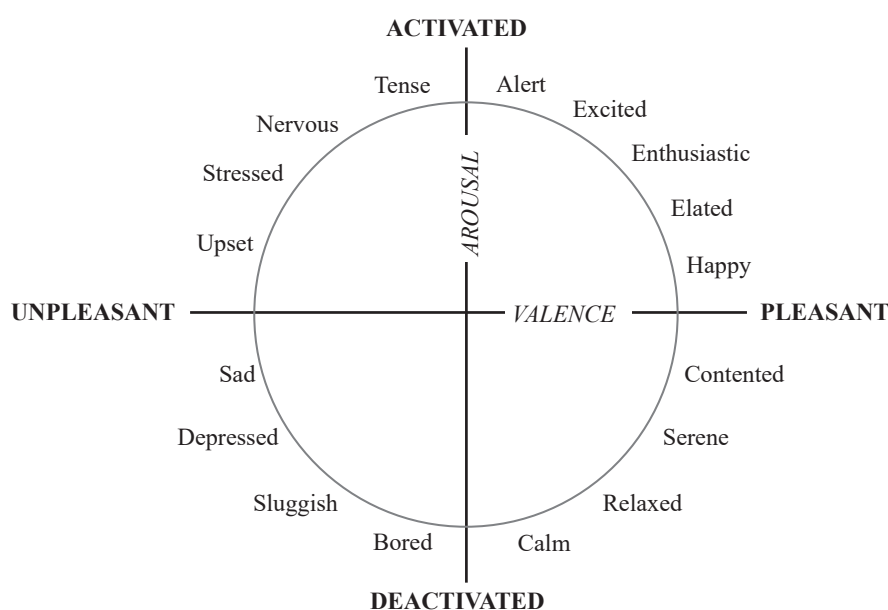 ACTIVATED
Tense
Alert
Nervous
Excited
Stressed
Enthusiastic
AROUSAL
Upset
Elated
Happy
UNPLEASANT
VALENCE
PLEASANT
Sad
Contented
Depressed
Serene
Sluggish
Relaxed
Bored
Calm
DEACTIVATED